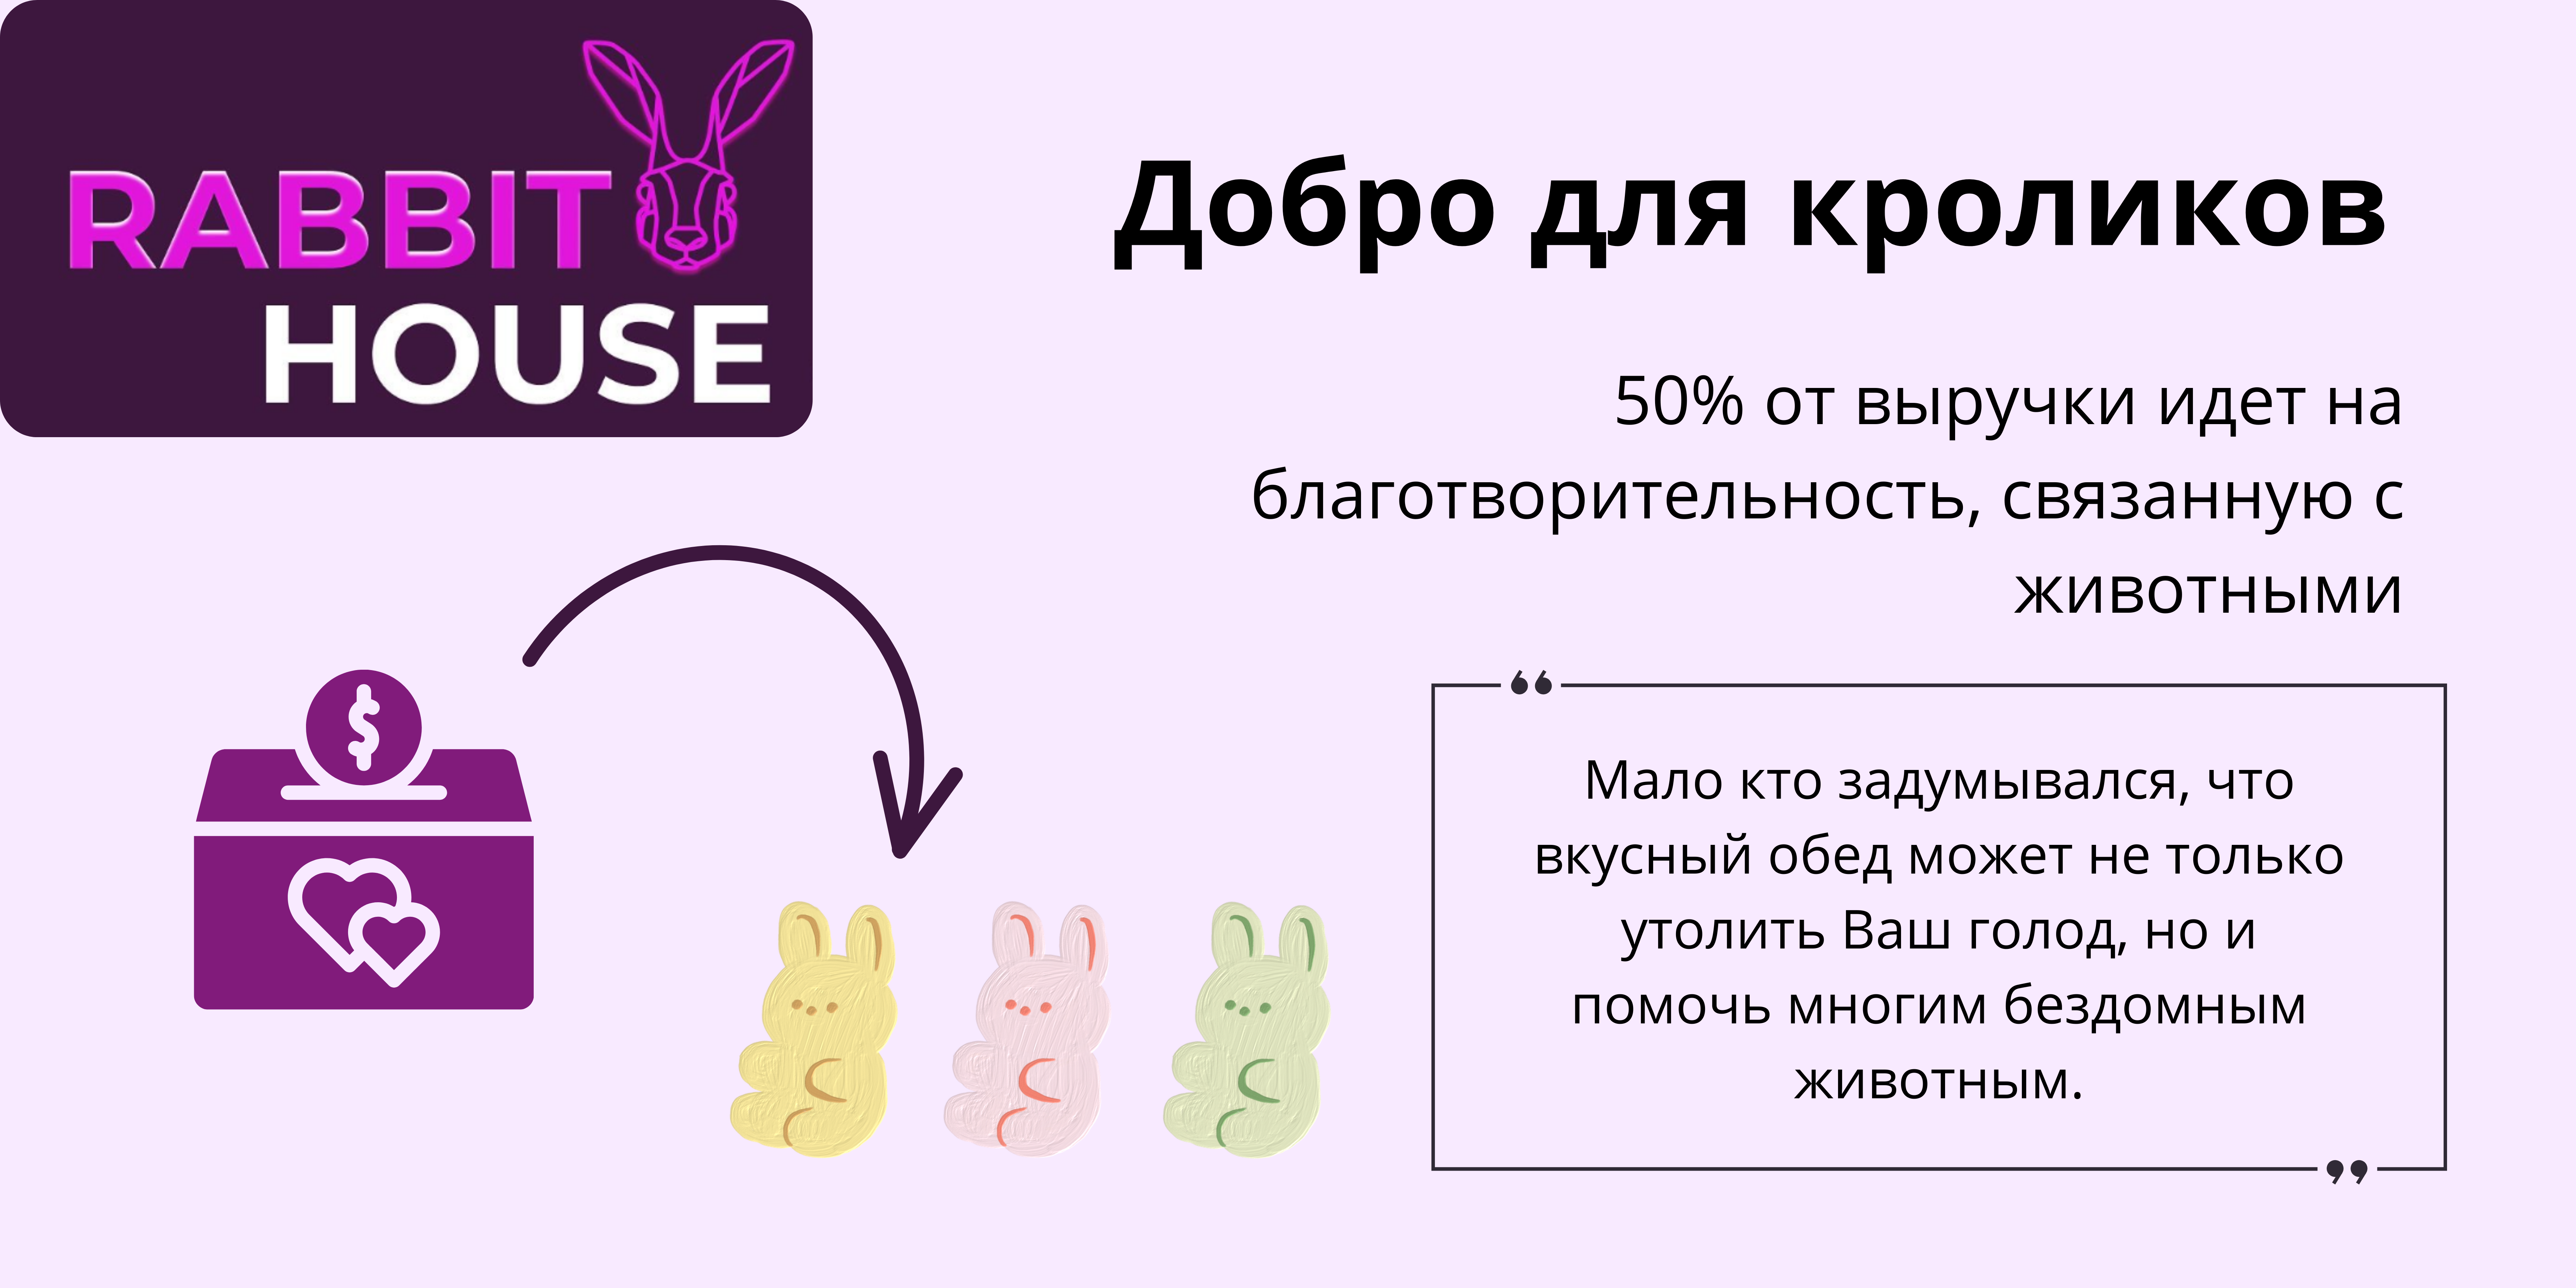 RABBIT
HOUSE
Добро для кроликов
50% от выручки идет на
благотворительность, связанную с
животными
Мало кто задумывался, что
вкусный обед может не только
утолить Ваш голод, но и
помочь многим бездомным
животным.